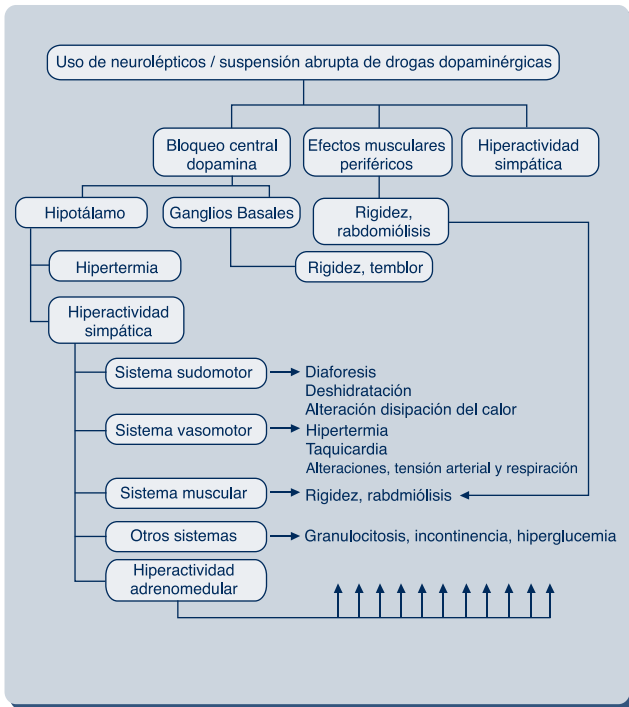 Uso de neurolépticos / suspensión abrupta de drogas dopaminérgicas
Bloqueo central
dopamina
Efectos musculares
periféricos
Hiperactividad
simpática
Hipotálamo
Ganglios Basales
Rigidez,
rabdomiólisis
Hipertermia
Rigidez, temblor
Hiperactividad
simpática
Sistema sudomotor
Diaforesis
Deshidratación
Alteración disipación del calor
Sistema vasomotor
Hipertermia
Taquicardia
Alteraciones, tensión arterial y respiración
Sistema muscular
Rigidez, rabdmiólisis
Otros sistemas
Granulocitosis, incontinencia, hiperglucemia
Hiperactividad
adrenomedular